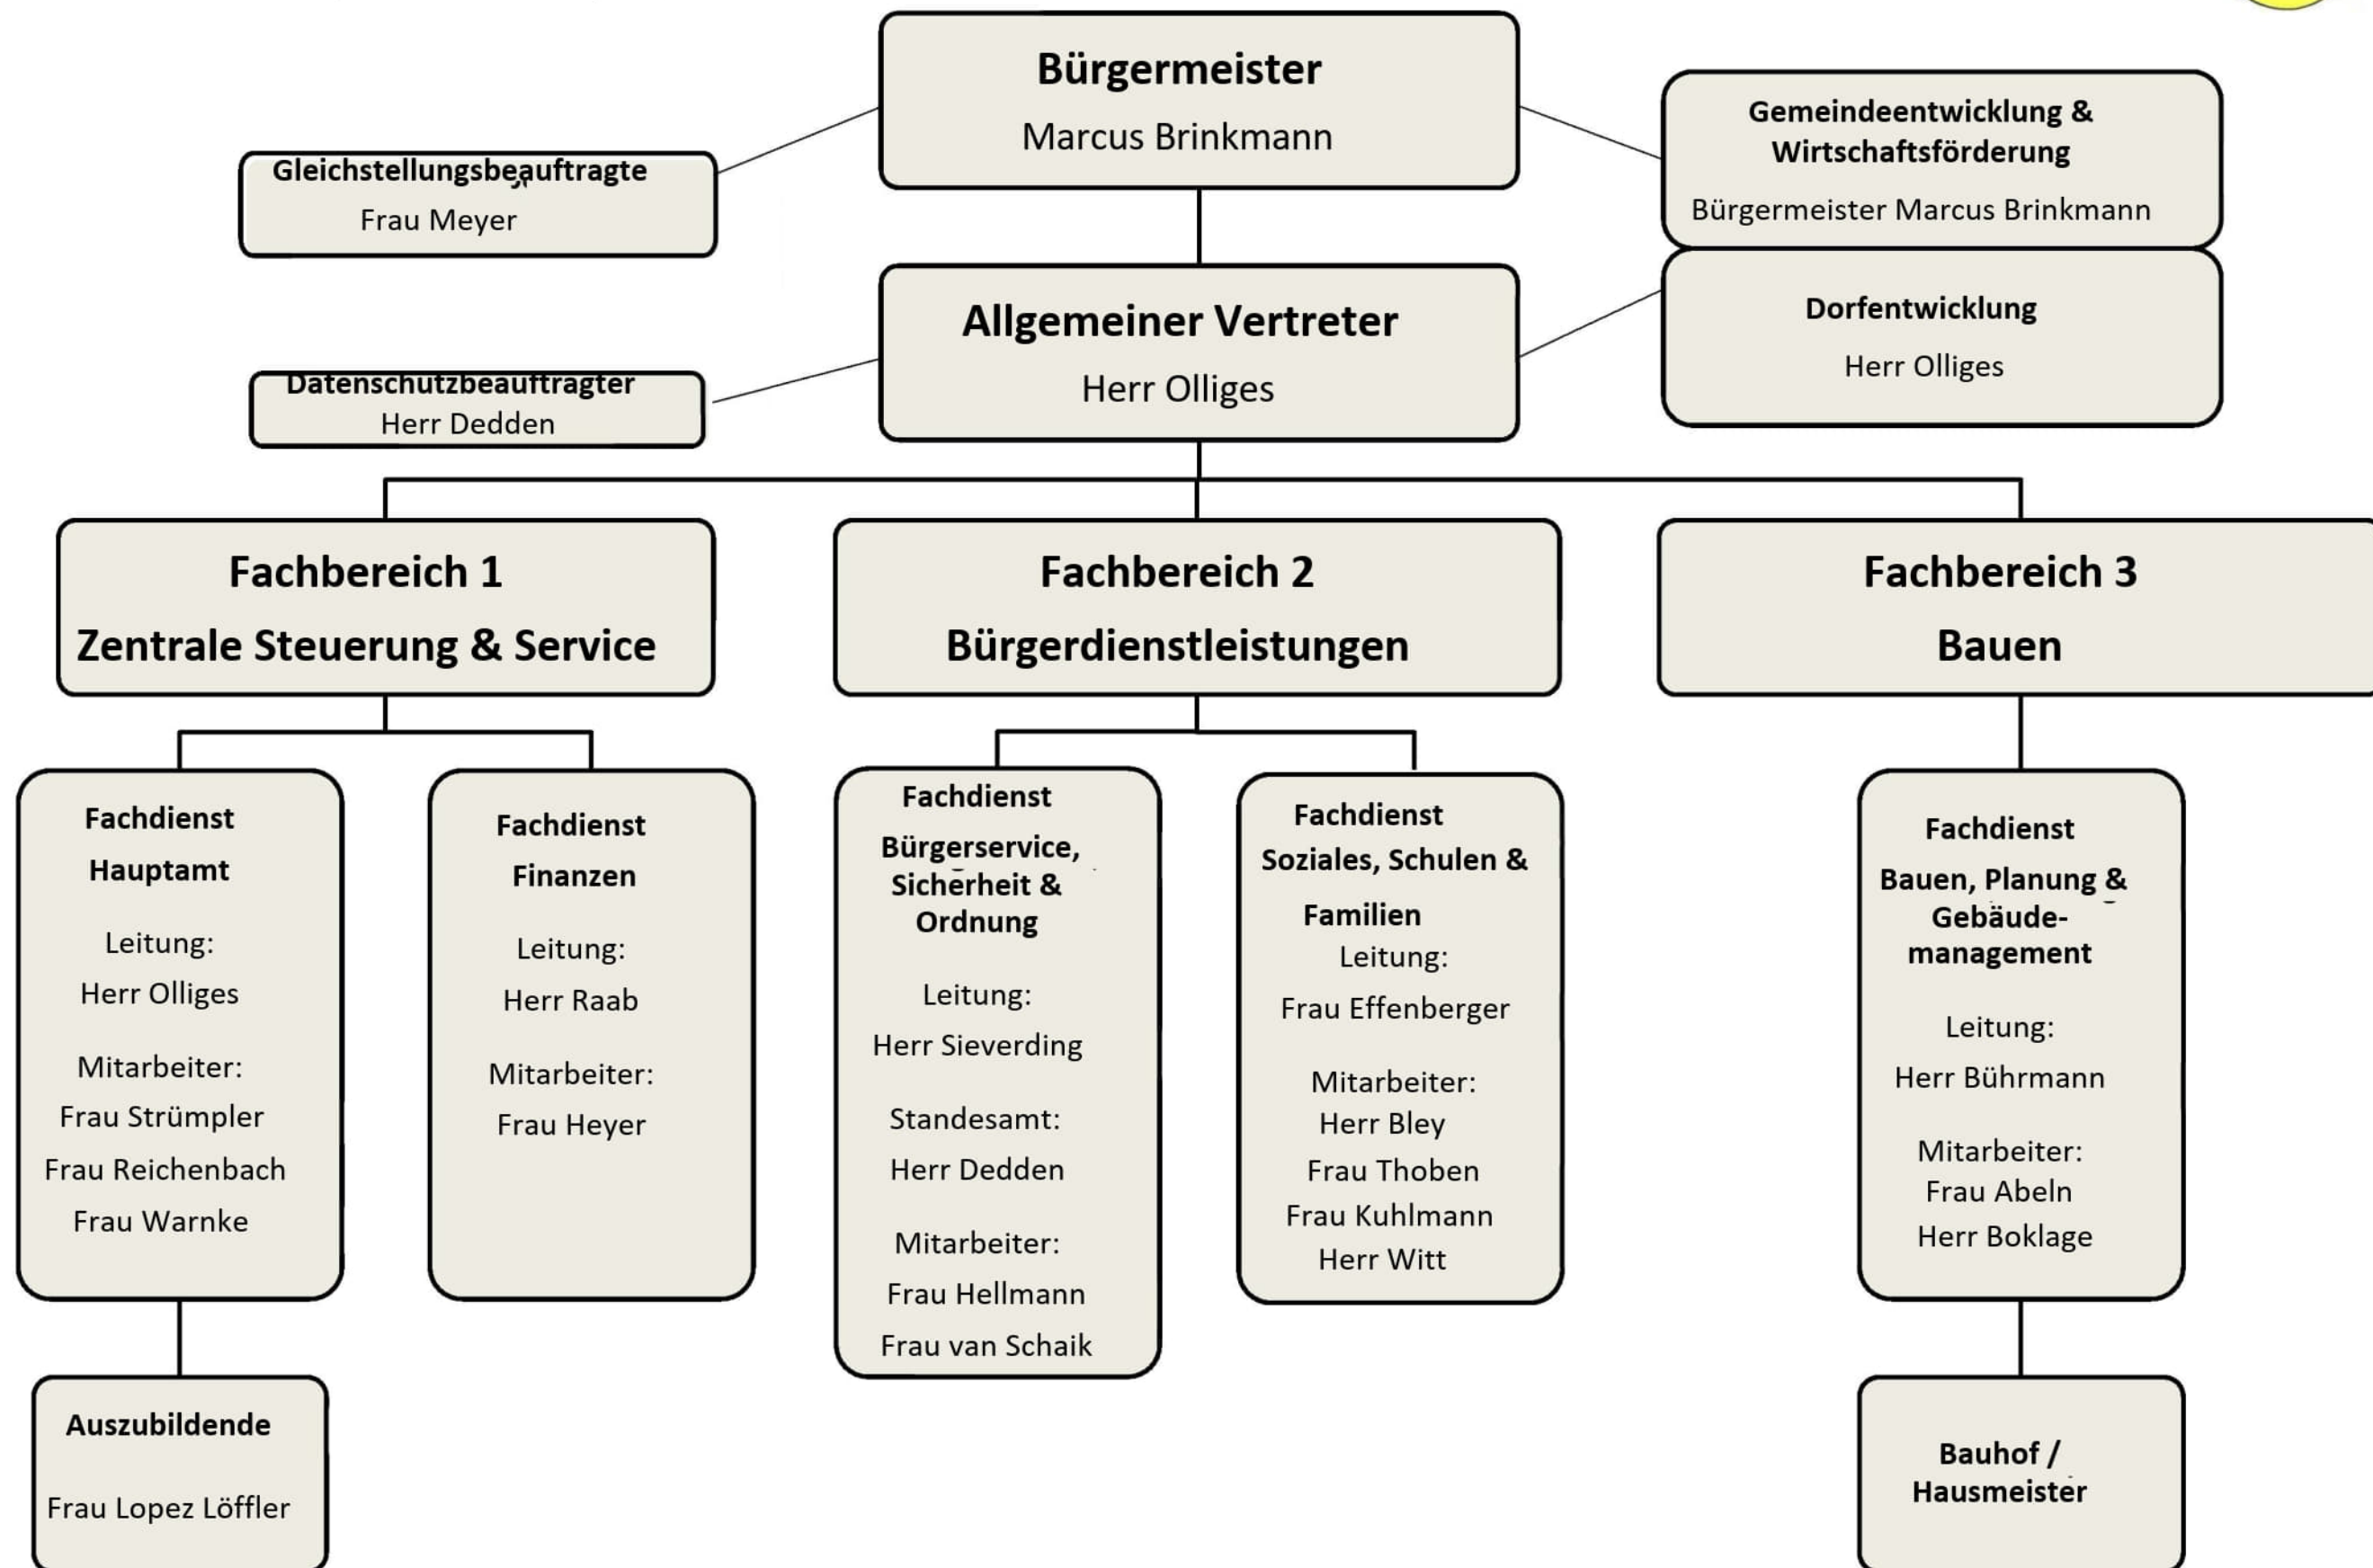 Bürgermeister
Marcus Brinkmann
Gemeindeentwicklung &
Wirtschaftsförderung
Bürgermeister Marcus Brinkmann
Gleichstellungsbeauftragte
Frau Meyer
Allgemeiner Vertreter
Herr Olliges
Dorfentwicklung
Herr Olliges
Datenschutzbeauftragter
Herr Dedden
Fachbereich 1
Zentrale Steuerung & Service
Fachbereich 2
Bürgerdienstleistungen
Fachbereich 3
Bauen
Fachdienst
Hauptamt
Leitung:
Herr Olliges
Mitarbeiter:
Frau Strümpler
Frau Reichenbach
Frau Warnke
Fachdienst
Finanzen
Leitung:
Herr Raab
Mitarbeiter:
Frau Heyer
Fachdienst
Bürgerservice,
Sicherheit &
Ordnung
Leitung:
Herr Sieverding
Standesamt:
Herr Dedden
Mitarbeiter:
Frau Hellmann
Frau van Schaik
Fachdienst
Soziales, Schulen &
Familien
Leitung:
Frau Effenberger
Mitarbeiter:
Herr Bley
Frau Thoben
Frau Kuhlmann
Herr Witt
Fachdienst
Bauen, Planung &
Gebäude-
management
Leitung:
Herr Bührmann
Mitarbeiter:
Frau Abeln
Herr Boklage
Auszubildende
Frau Lopez Löffler
Bauhof /
Hausmeister